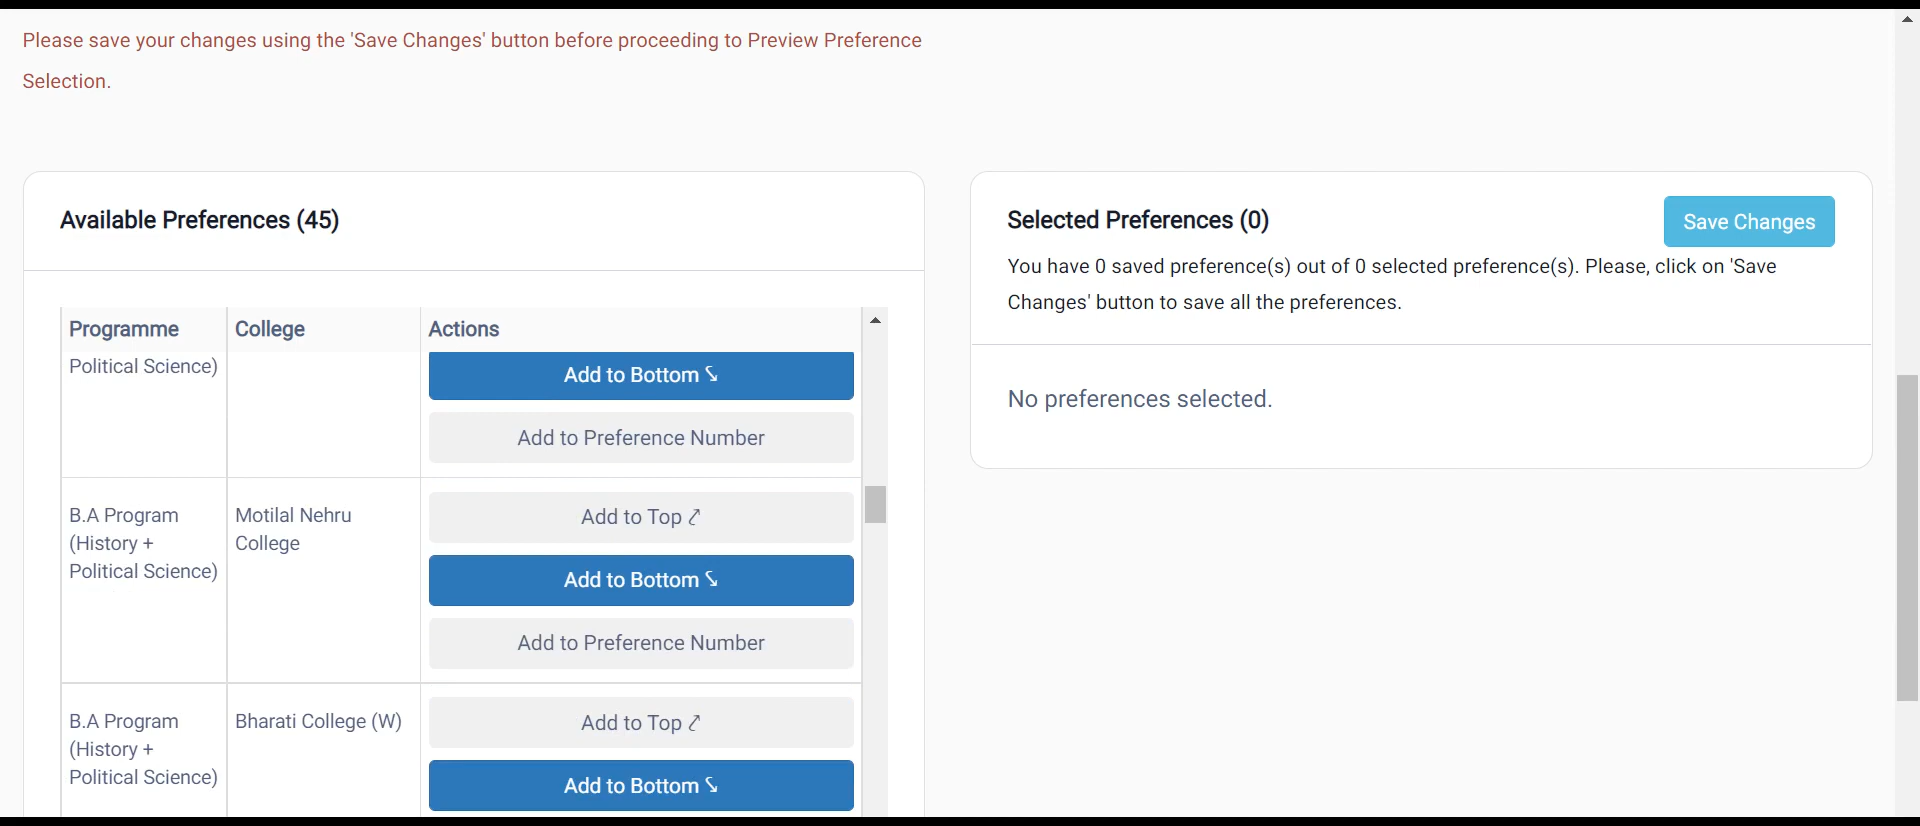 Please save your changes using the 'Save Changes' button before proceeding to Preview Preference
Selection.
Available Preferences (45)
Programme College Actions
Political Science)
Add to Bottom ⤥
Add to Preference Number
B.A Program
(History +
Political Science)
Motilal Nehru
College
Add to Top ⤤
Add to Bottom ⤥
Add to Preference Number
B.A Program
(History +
Political Science)
Bharati College (W)
Add to Top ⤤
Add to Bottom ⤥
Selected Preferences (0)
Save Changes
You have 0 saved preference(s) out of 0 selected preference(s). Please, click on 'Save
Changes' button to save all the preferences.
No preferences selected.